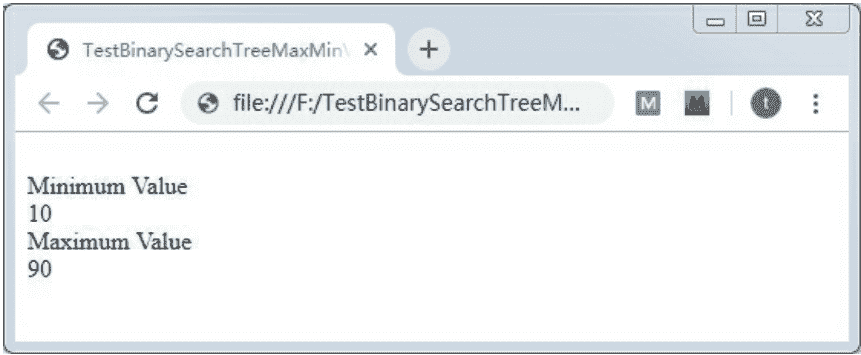 TestBinarySearchTreeMaxMin
file:///F:/TestBinarySearchTreeM...
M
t
Minimum Value
10
Maximum Value
90